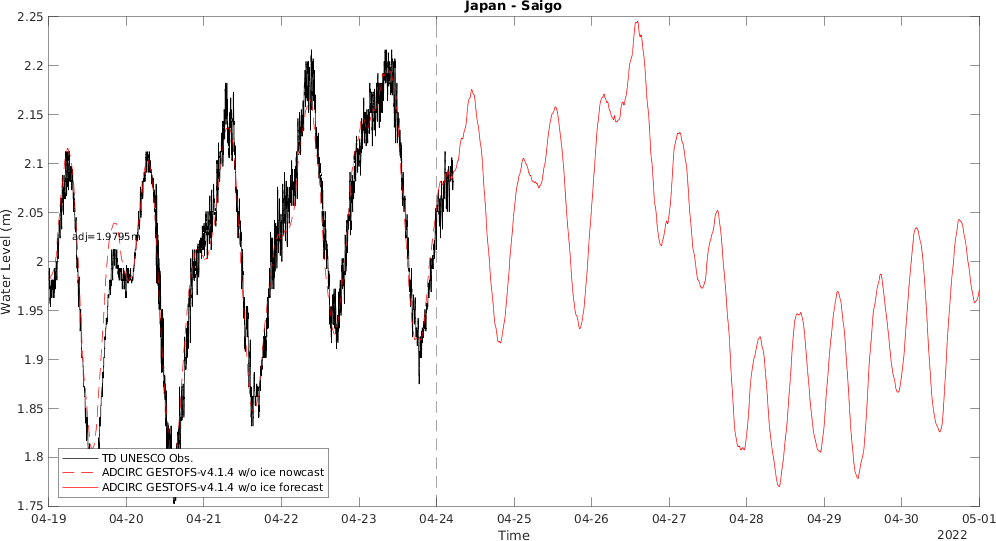 Japan - Saigo
2.25
2.2
2.15
2.1
2.05
2
1.95
1.9
1.85
1.8
1.75
Water Level (m)
adj=1.9795m
TD UNESCO Obs.
ADCIRC GESTOFS-v4.1.4 w/o ice nowcast
ADCIRC GESTOFS-v4.1.4 w/o ice forecast
04-19 04-20 04-21 04-22 04-23 04-24 04-25 04-26 04-27 04-28 04-29 04-30 05-01
Time
2022